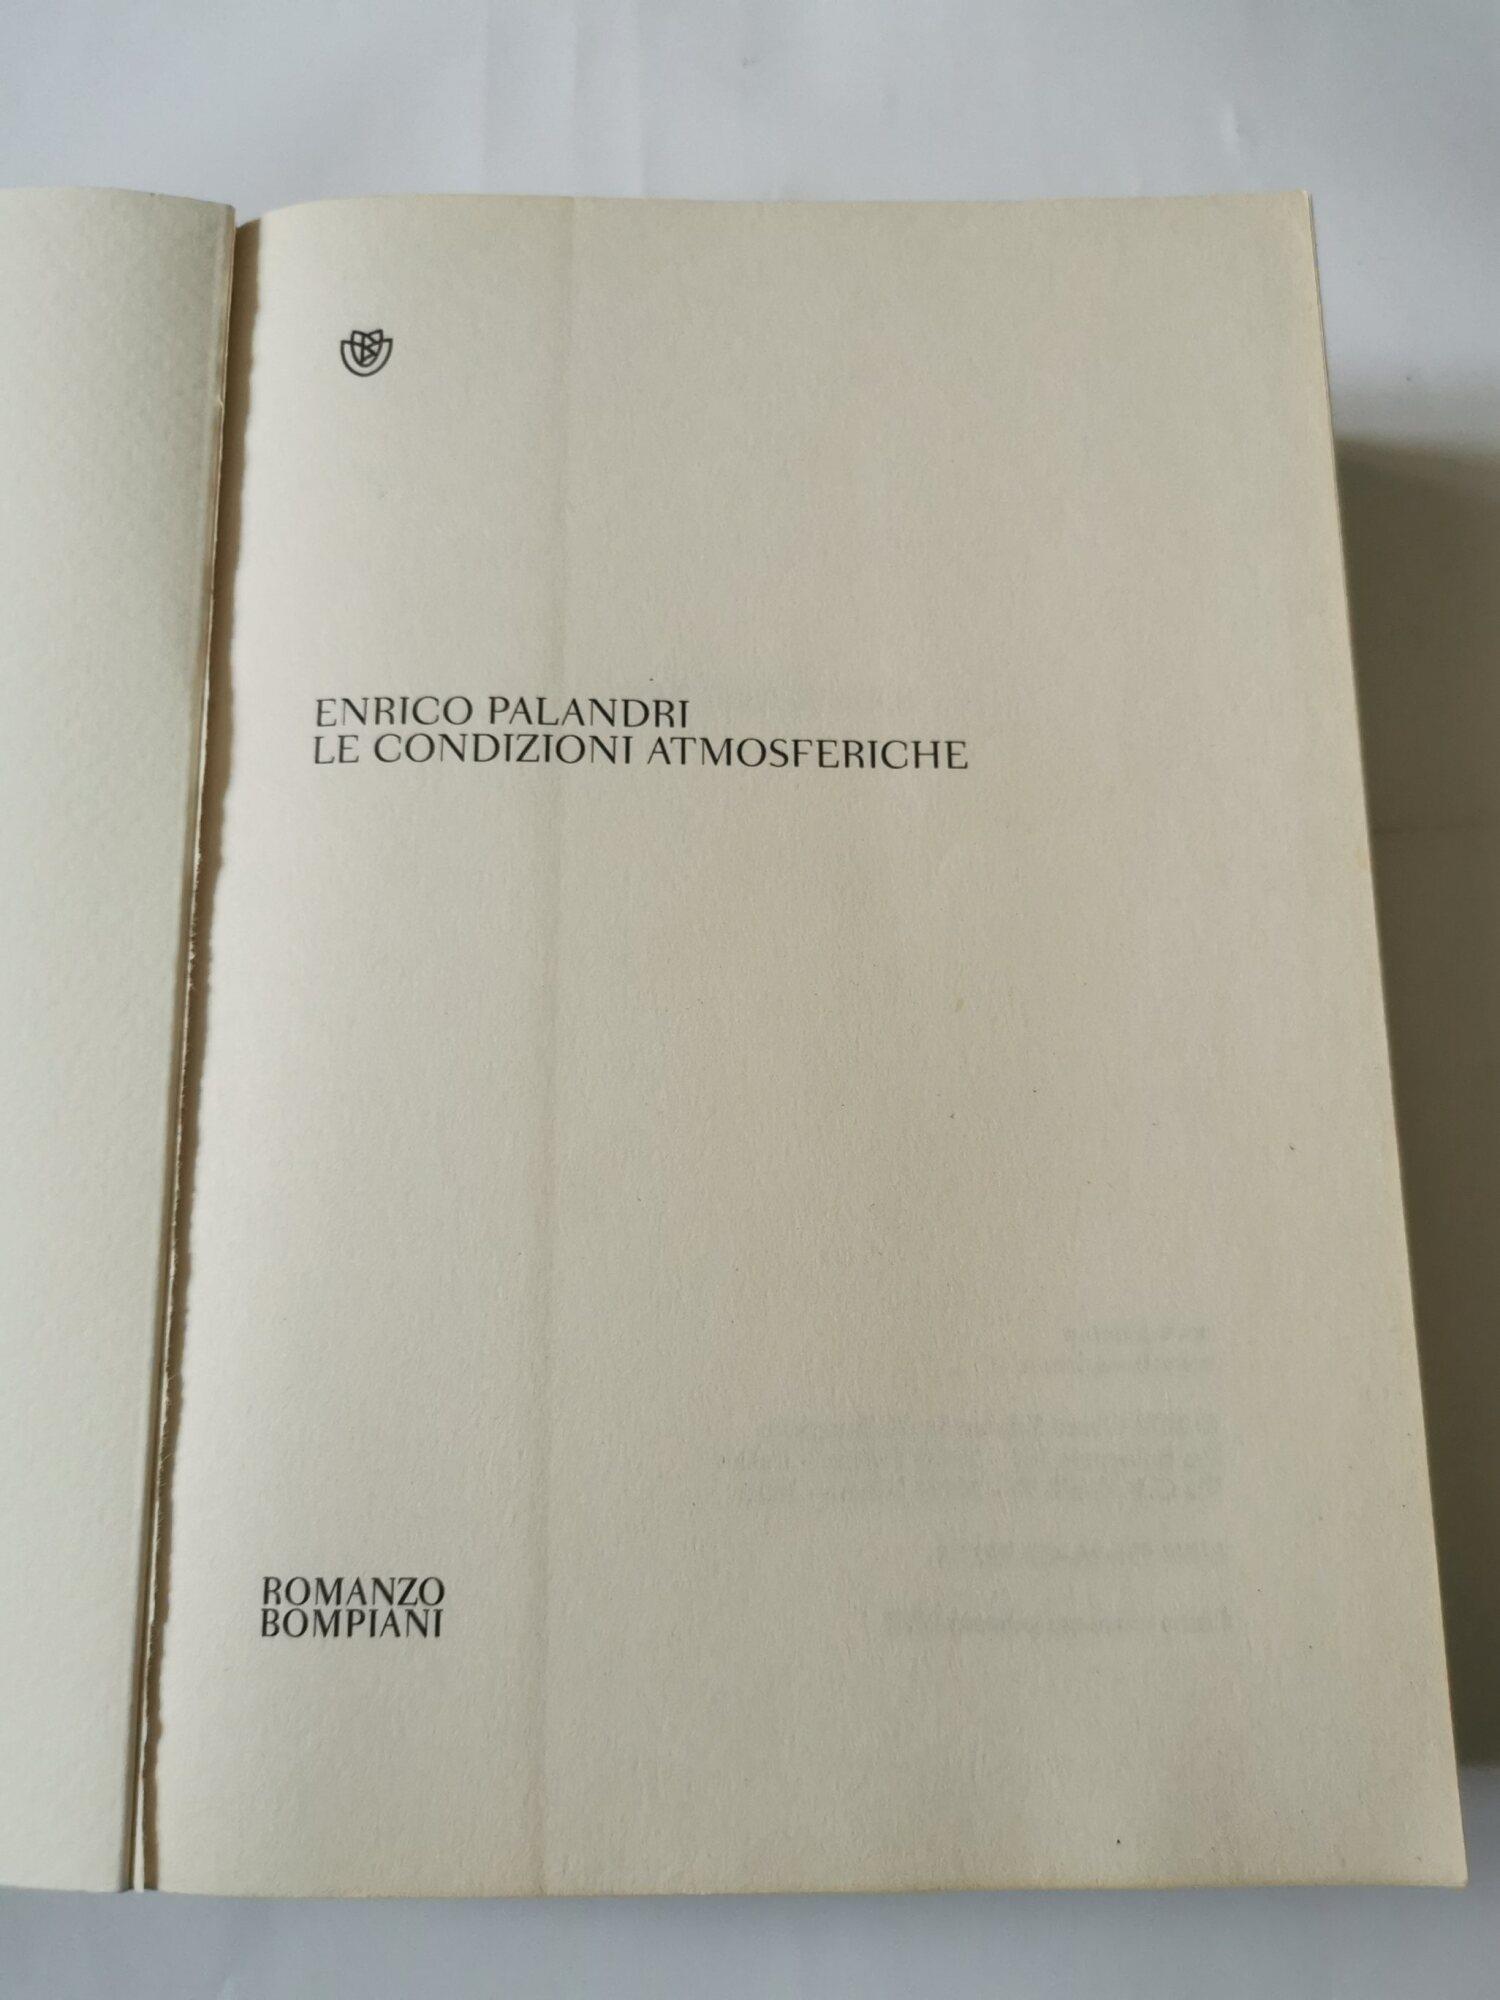 ENRICO PALANDRI
LE CONDIZIONI ATMOSFERICHE
ROMANZO
BOMPIANI